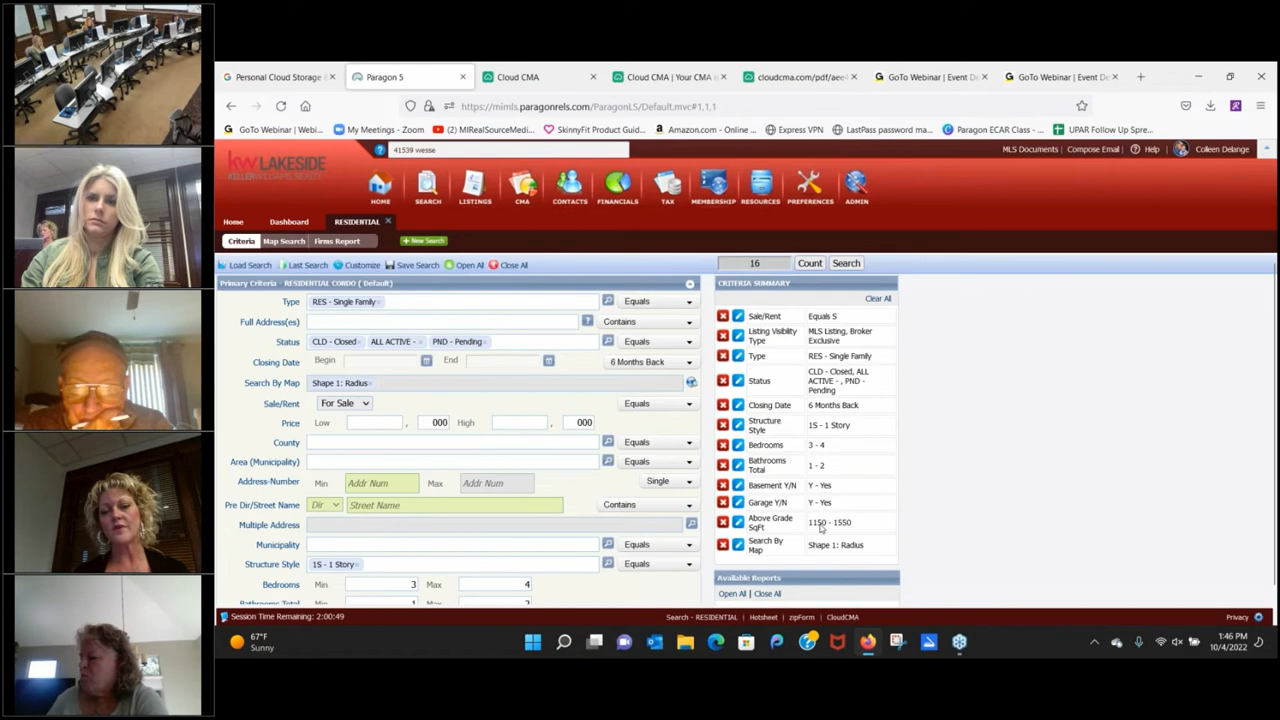 Personal Cloud Storage
Paragon 5
Cloud CMA
Cloud CMA | Your CMA is
cloudcma.com/pdf/aee4
GoTo Webinar | Event D
GoTo Webinar | Event De
https://mimls.paragonrels.com/ParagonLS/Default.mvc#1,1,1
GoTo Webinar | Webi...
My Meetings - Zoom
(2) MIRealSourceMedi...
SkinnyFit Product Guid...
Amazon.com - Online ...
Express VPN
LastPass password ma...
Paragon ECAR Class - ...
UPAR Follow Up Spre...
kw LAKESIDE
KELLERWILLIAMS REALTY
41539 wesse
MLS Documents
Compose Email
Help
Colleen Delange
HOME
SEARCH
LISTINGS
CMA
CONTACTS
FINANCIALS
TAX
MEMBERSHIP
RESOURCES
PREFERENCES
ADMIN
Home
Dashboard
RESIDENTIAL
Criteria
Map Search
Firms Report
New Search
Load Search
Last Search
Customize
Save Search
Open All
Close All
16
Count
Search
Primary Criteria - RESIDENTIAL CONDO ( Default)
Type RES - Single Family Equals
Full Address(es) Contains
Status CLD - Closed ALL ACTIVE - PND - Pending Equals
Closing Date Begin End 6 Months Back
Search By Map Shape 1: Radius
Sale/Rent For Sale Equals
Price Low , 000 High , 000
County Equals
Area (Municipality) Equals
Address-Number Min Addr Num Max Addr Num Single
Pre Dir/Street Name Dir Street Name Contains
Multiple Address
Municipality Equals
Structure Style 1S - 1 Story Equals
Bedrooms Min 3 Max 4
Bathrooms Total Min 1 Max 2
CRITERIA SUMMARY
Clear All
Sale/Rent Equals S
Listing Visibility Type MLS Listing, Broker Exclusive
Type RES - Single Family
Status CLD - Closed, ALL ACTIVE - , PND - Pending
Closing Date 6 Months Back
Structure Style 1S - 1 Story
Bedrooms 3 - 4
Bathrooms Total 1 - 2
Basement Y/N Y - Yes
Garage Y/N Y - Yes
Above Grade SqFt 1150 - 1550
Search By Map Shape 1: Radius
Available Reports
Open All | Close All
Session Time Remaining: 2:00:49
Search - RESIDENTIAL | Hotsheet | zipForm | CloudCMA
Privacy
67°F
Sunny
1:46 PM
10/4/2022